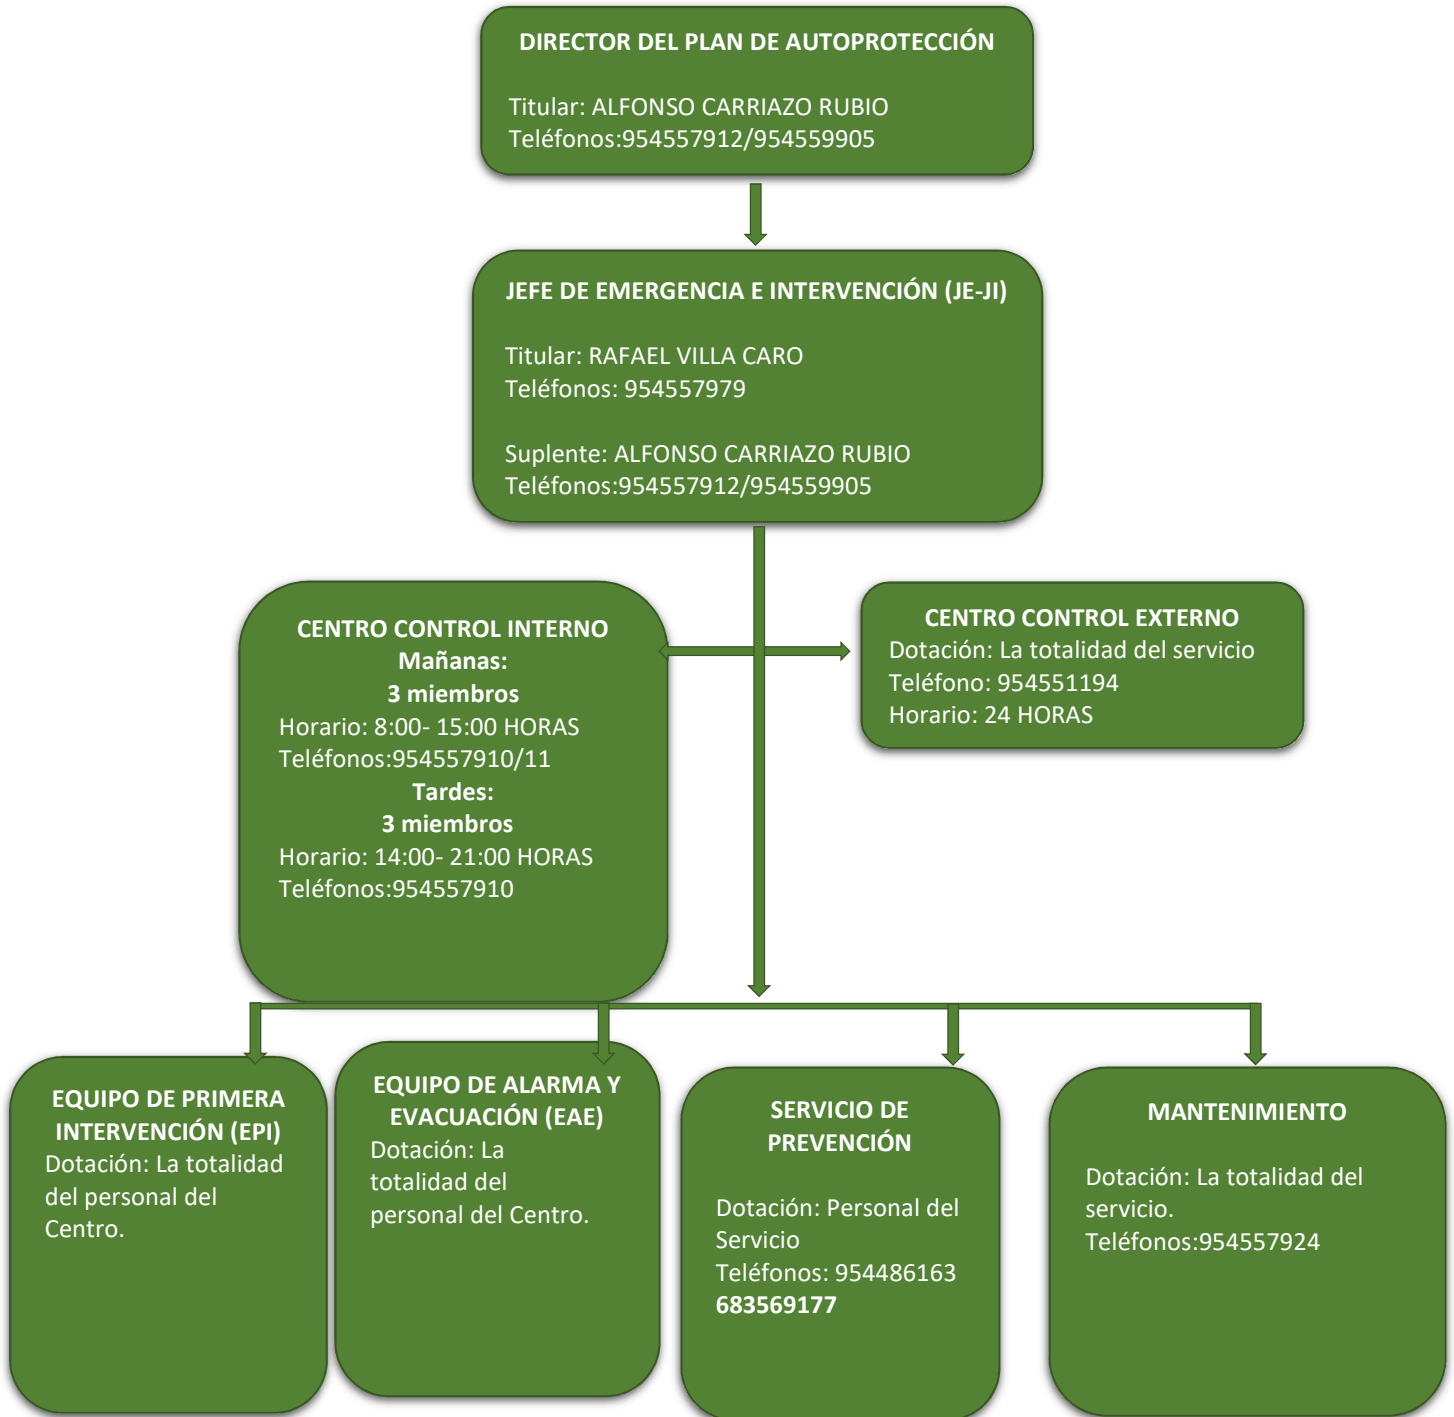 DIRECTOR DEL PLAN DE AUTOPROTECCIÓN
Titular: ALFONSO CARRIAZO RUBIO
Teléfonos:954557912/954559905
JEFE DE EMERGENCIA E INTERVENCIÓN (JE-JI)
Titular: RAFAEL VILLA CARO
Teléfonos: 954557979
Suplente: ALFONSO CARRIAZO RUBIO
Teléfonos:954557912/954559905
CENTRO CONTROL INTERNO
Mañanas:
3 miembros
Horario: 8:00- 15:00 HORAS
Teléfonos:954557910/11
Tardes:
3 miembros
Horario: 14:00- 21:00 HORAS
Teléfonos:954557910
CENTRO CONTROL EXTERNO
Dotación: La totalidad del servicio
Teléfono: 954551194
Horario: 24 HORAS
EQUIPO DE PRIMERA
INTERVENCIÓN (EPI)
Dotación: La totalidad
del personal del
Centro.
EQUIPO DE ALARMA Y
EVACUACIÓN (EAE)
Dotación: La
totalidad del
personal del Centro.
SERVICIO DE
PREVENCIÓN
Dotación: Personal del
Servicio
Teléfonos: 954486163
683569177
MANTENIMIENTO
Dotación: La totalidad del
servicio.
Teléfonos:954557924